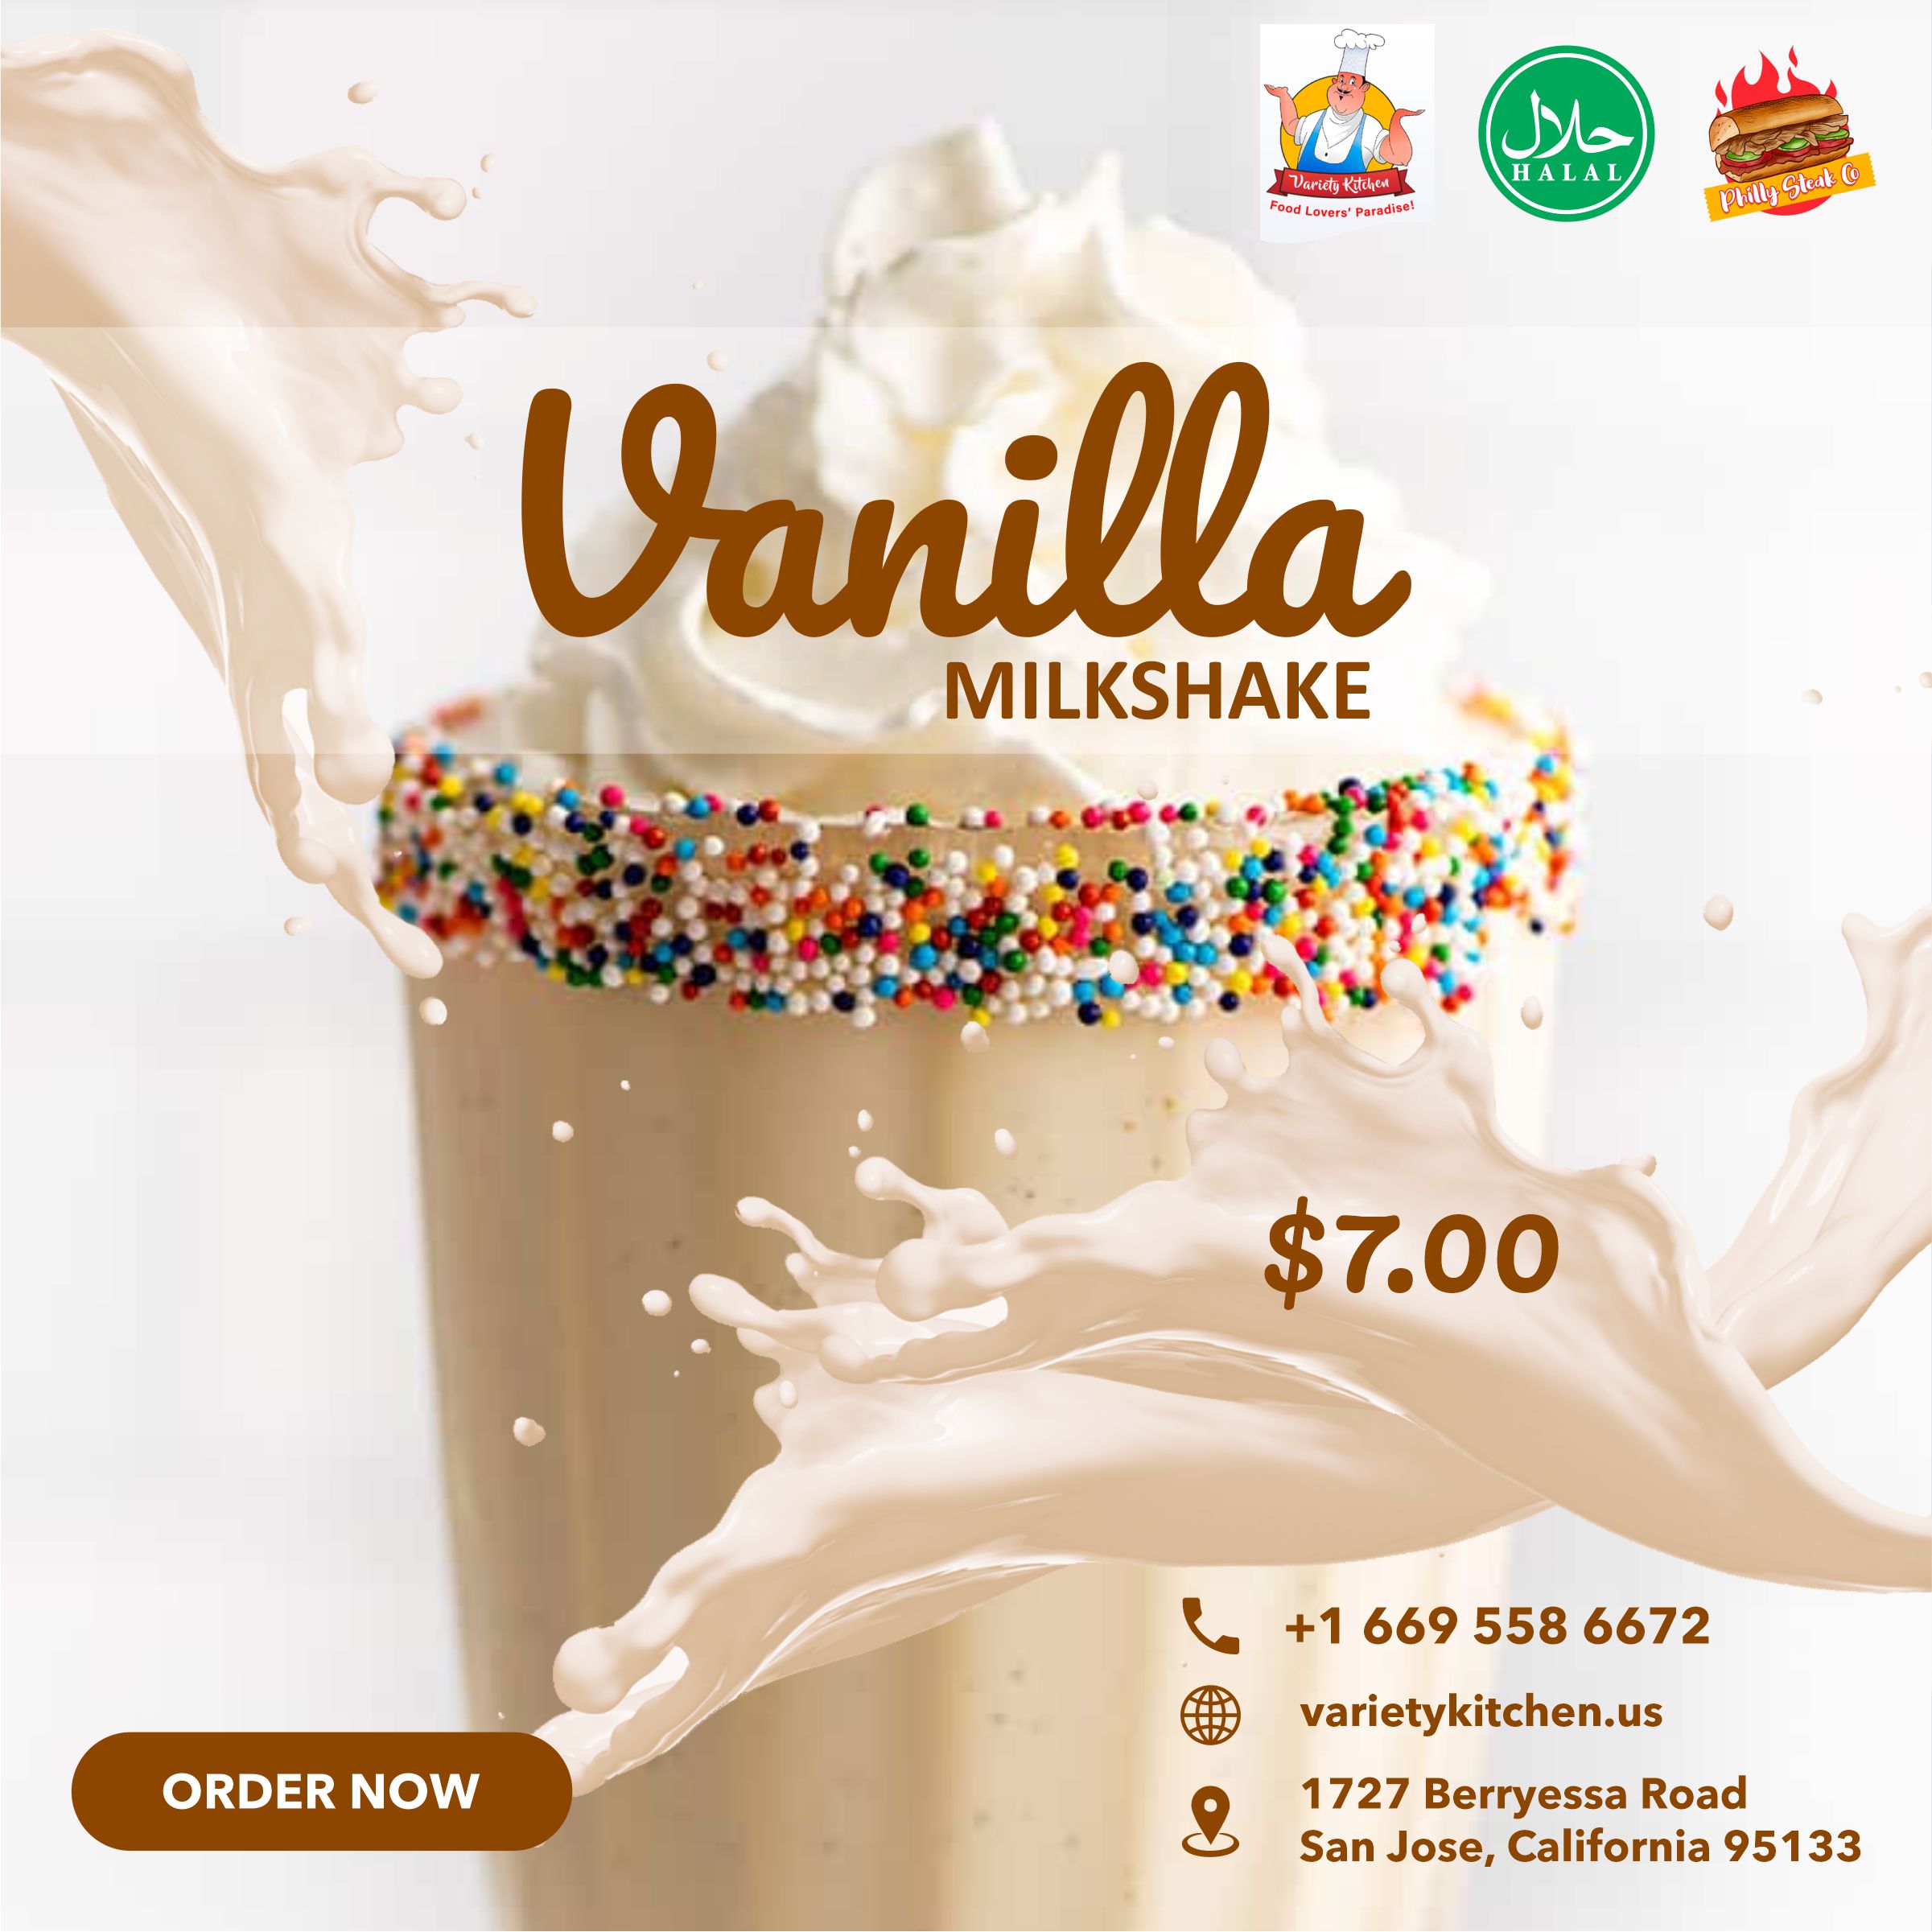 Variety Kitchen
Food Lovers' Paradise!
حلال
HALAL
Philly Steak Co
Vanilla
MILKSHAKE
$7.00
+1 669 558 6672
varietykitchen.us
1727 Berryessa Road
San Jose, California 95133
ORDER NOW